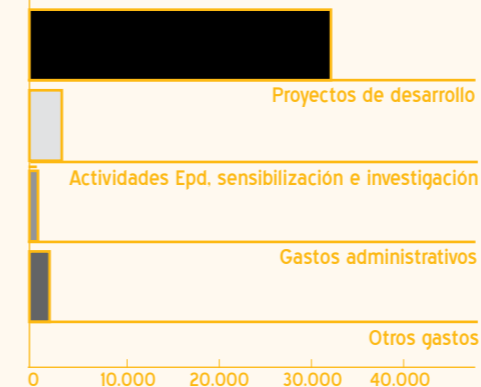 Proyectos de desarrollo
Actividades Epd, sensibilización e investigación
Gastos administrativos
Otros gastos
0 10.000 20.000 30.000 40.000